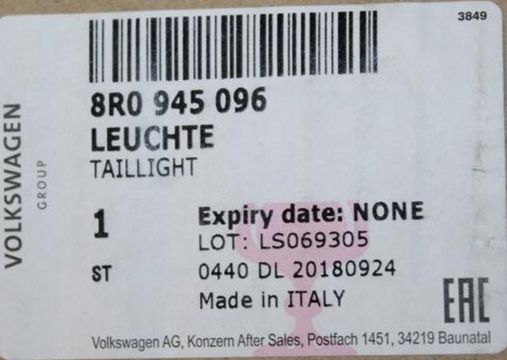 3849
8R0 945 096
LEUCHTE
TAILLIGHT
VOLKSWAGEN
GROUP
1
ST
Expiry date: NONE
LOT: LS069305
0440 DL 20180924
Made in ITALY
EAC
Volkswagen AG, Konzern After Sales, Postfach 1451, 34219 Baunatal